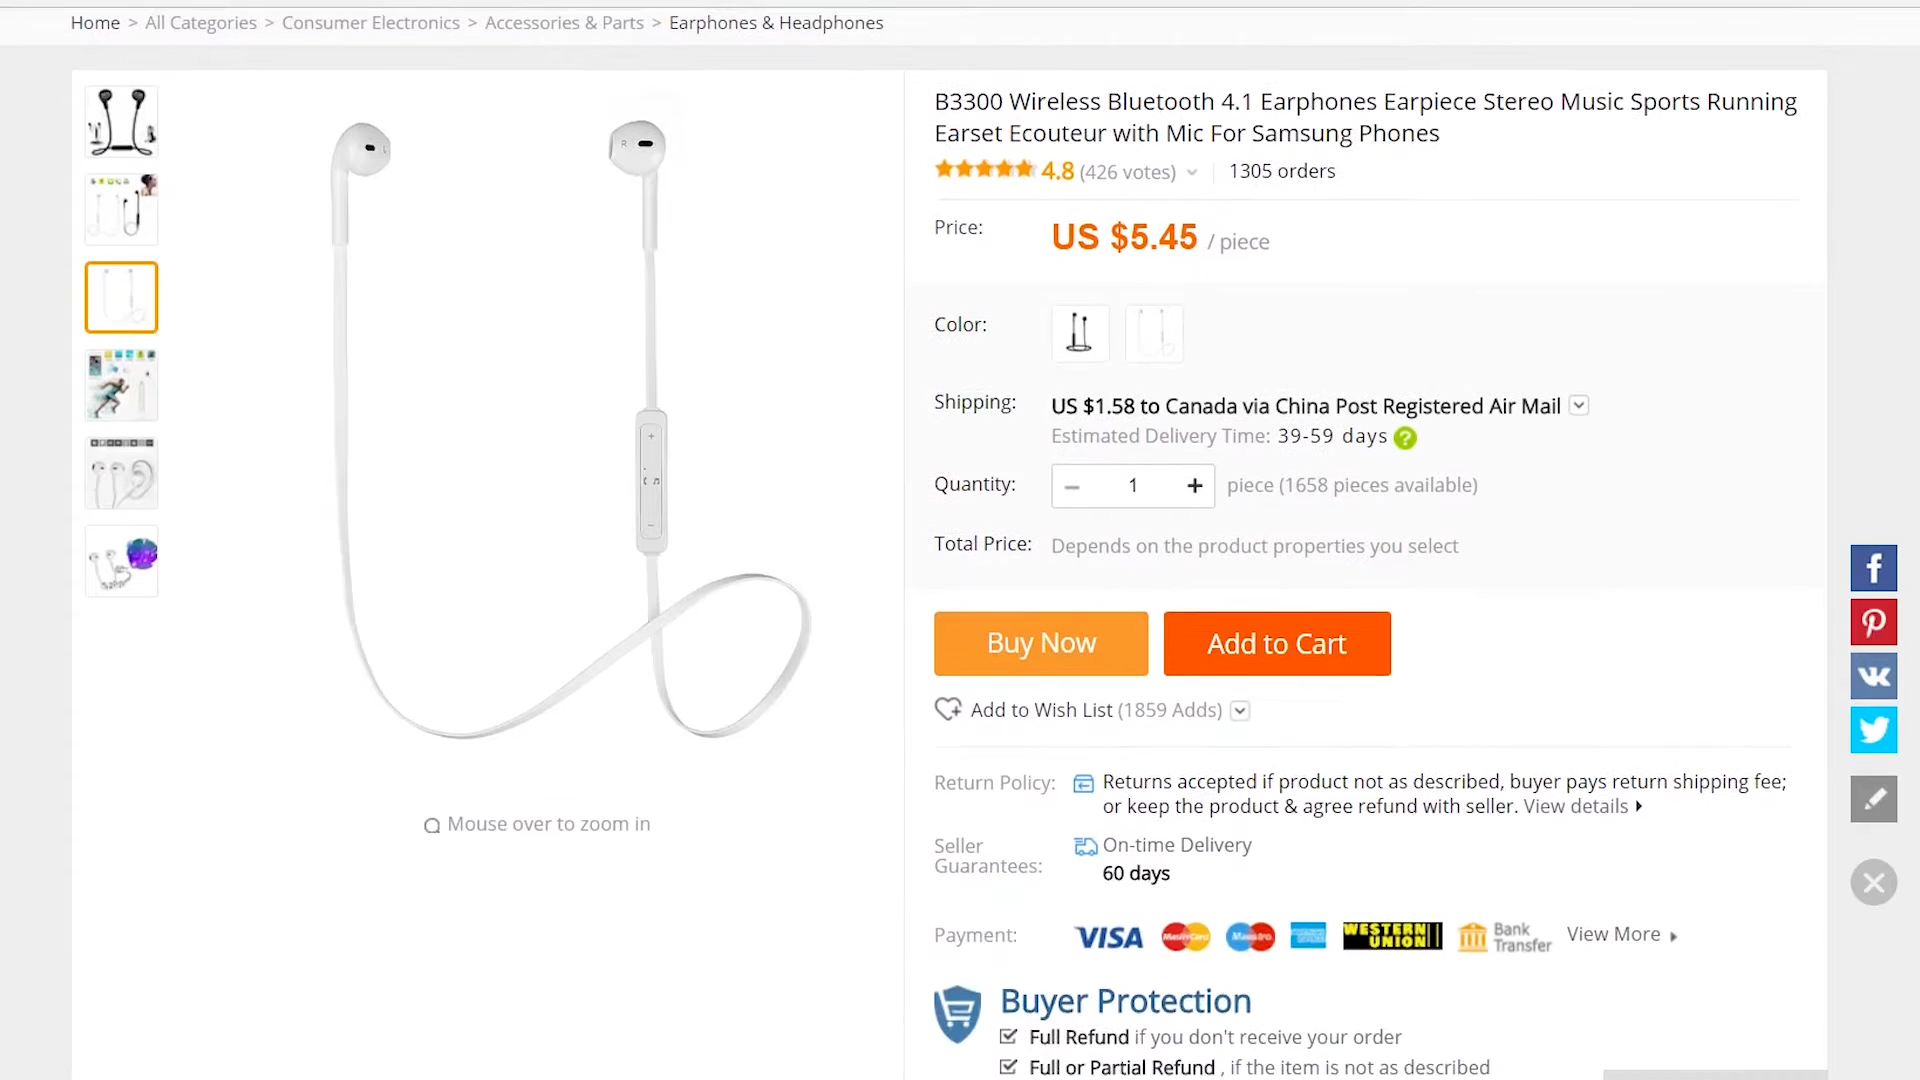 Home > All Categories > Consumer Electronics > Accessories & Parts > Earphones & Headphones
B3300 Wireless Bluetooth 4.1 Earphones Earpiece Stereo Music Sports Running
Earset Ecouteur with Mic For Samsung Phones
4.8 (426 votes) 1305 orders
Price: US $5.45 / piece
Color:
Shipping: US $1.58 to Canada via China Post Registered Air Mail
Estimated Delivery Time: 39-59 days ?
Quantity: − 1 + piece (1658 pieces available)
Total Price: Depends on the product properties you select
Buy Now Add to Cart
Add to Wish List (1859 Adds)
Return Policy: Returns accepted if product not as described, buyer pays return shipping fee;
or keep the product & agree refund with seller. View details
Seller
Guarantees:
On-time Delivery
60 days
Payment: VISA MasterCard Maestro WESTERN UNION Bank Transfer View More
Buyer Protection
Full Refund if you don't receive your order
Full or Partial Refund , if the item is not as described
L
R
Mouse over to zoom in